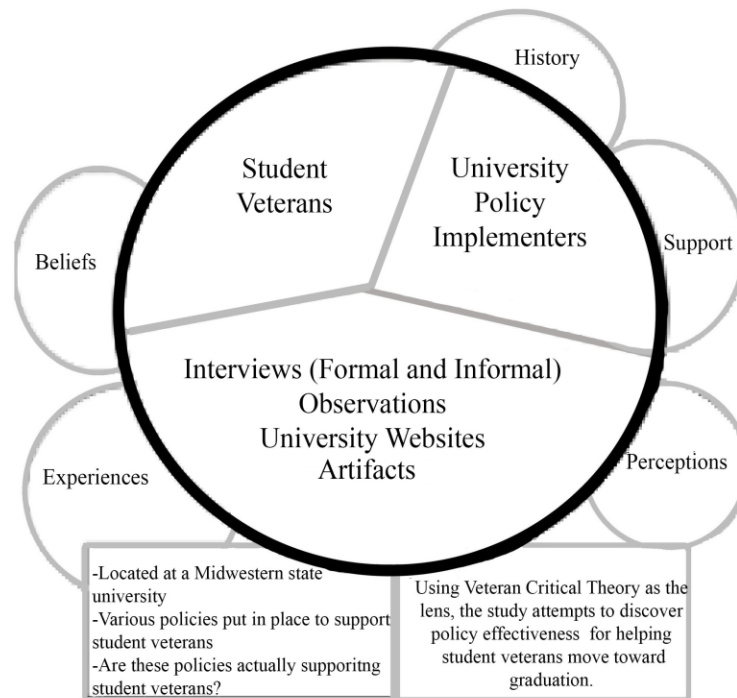 History
Student
Veterans
University
Policy
Implementers
Beliefs
Support
Interviews (Formal and Informal)
Observations
University Websites
Artifacts
Experiences
Perceptions
-Located at a Midwestern state
university
-Various policies put in place to support
student veterans
-Are these policies actually suporitng
student veterans?
Using Veteran Critical Theory as the
lens, the study attempts to discover
policy effectiveness for helping
student veterans move toward
graduation.